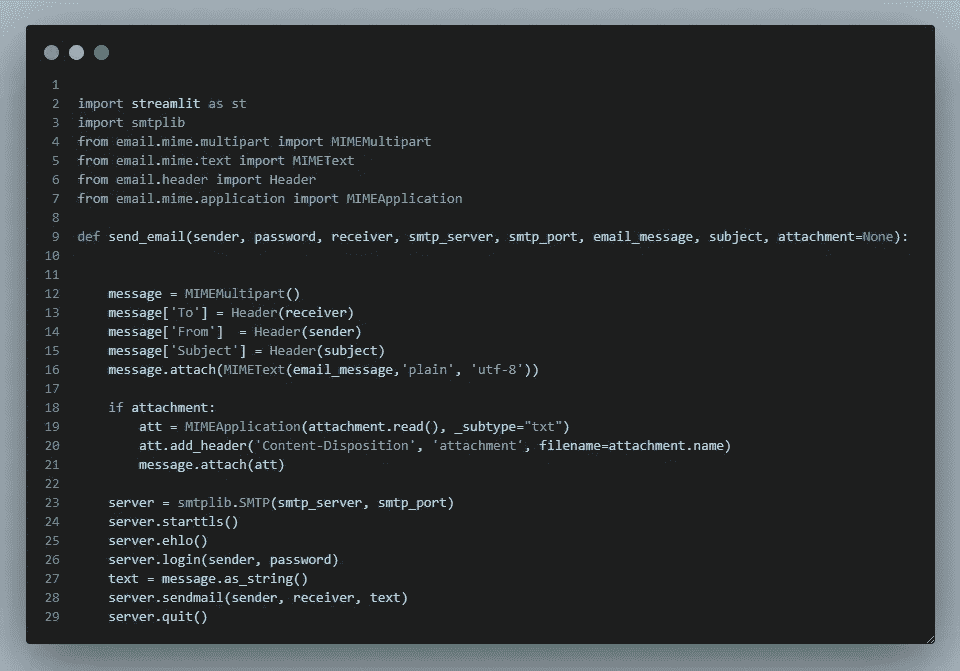 1
2 import streamlit as st
3 import smtplib
4 from email.mime.multipart import MIMEMultipart
5 from email.mime.text import MIMEText
6 from email.header import Header
7 from email.mime.application import MIMEApplication
8
9 def send_email(sender, password, receiver, smtp_server, smtp_port, email_message, subject, attachment=None):
10
11
12     message = MIMEMultipart()
13     message['To'] = Header(receiver)
14     message['From']  = Header(sender)
15     message['Subject'] = Header(subject)
16     message.attach(MIMEText(email_message,'plain', 'utf-8'))
17
18     if attachment:
19         att = MIMEApplication(attachment.read(), _subtype="txt")
20         att.add_header('Content-Disposition', 'attachment', filename=attachment.name)
21         message.attach(att)
22
23     server = smtplib.SMTP(smtp_server, smtp_port)
24     server.starttls()
25     server.ehlo()
26     server.login(sender, password)
27     text = message.as_string()
28     server.sendmail(sender, receiver, text)
29     server.quit()